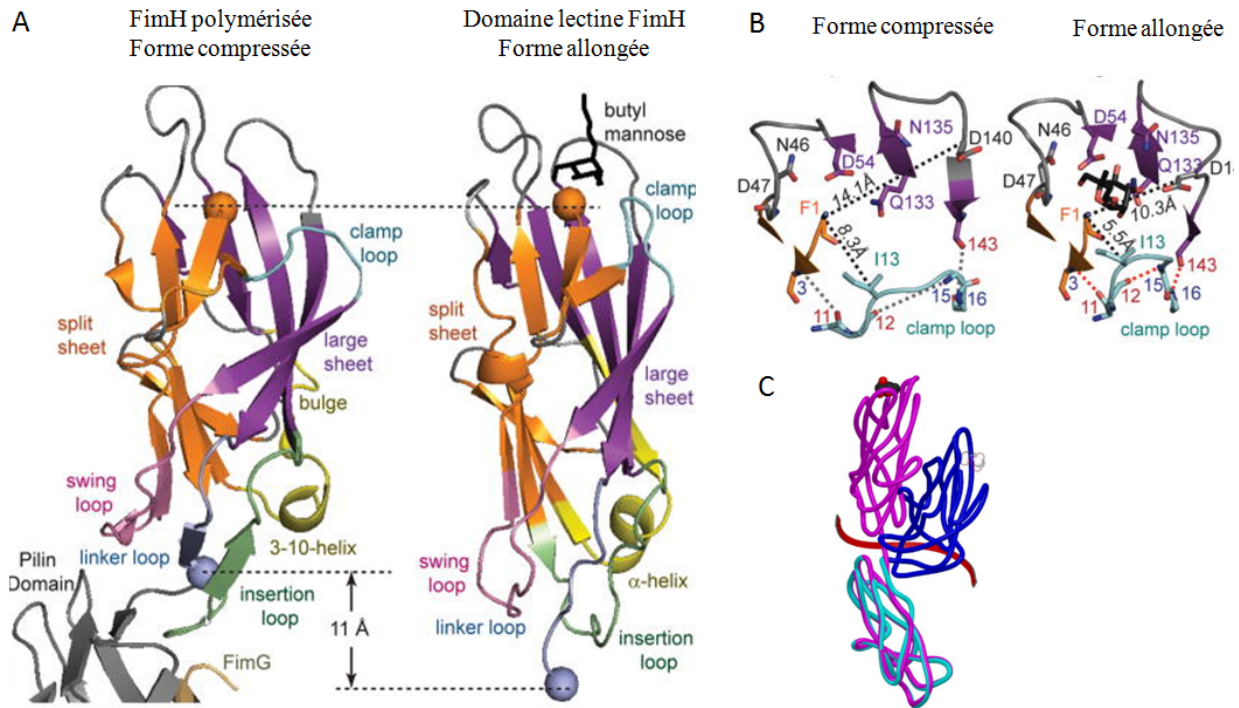 A
FimH polymérisée
Forme compressée
Domaine lectine FimH
Forme allongée
butyl
mannose
clamp
loop
clamp
loop
split
sheet
large
sheet
bulge
split
sheet
large
sheet
swing
loop
linker loop
3-10-helix
Pilin
Domain
insertion
loop
FimG
11 Å
swing
loop
linker loop
α-helix
insertion
loop
B
Forme compressée
Forme allongée
N46
D54
N135
D140
D47
Q133
F1
14.1Å
8.3Å
I13
143
3
11
12
15
16
clamp loop
N46
D54
N135
Q133
D47
D14
F1
10.3Å
5.5Å
I13
143
3
11
12
15
16
clamp loop
C